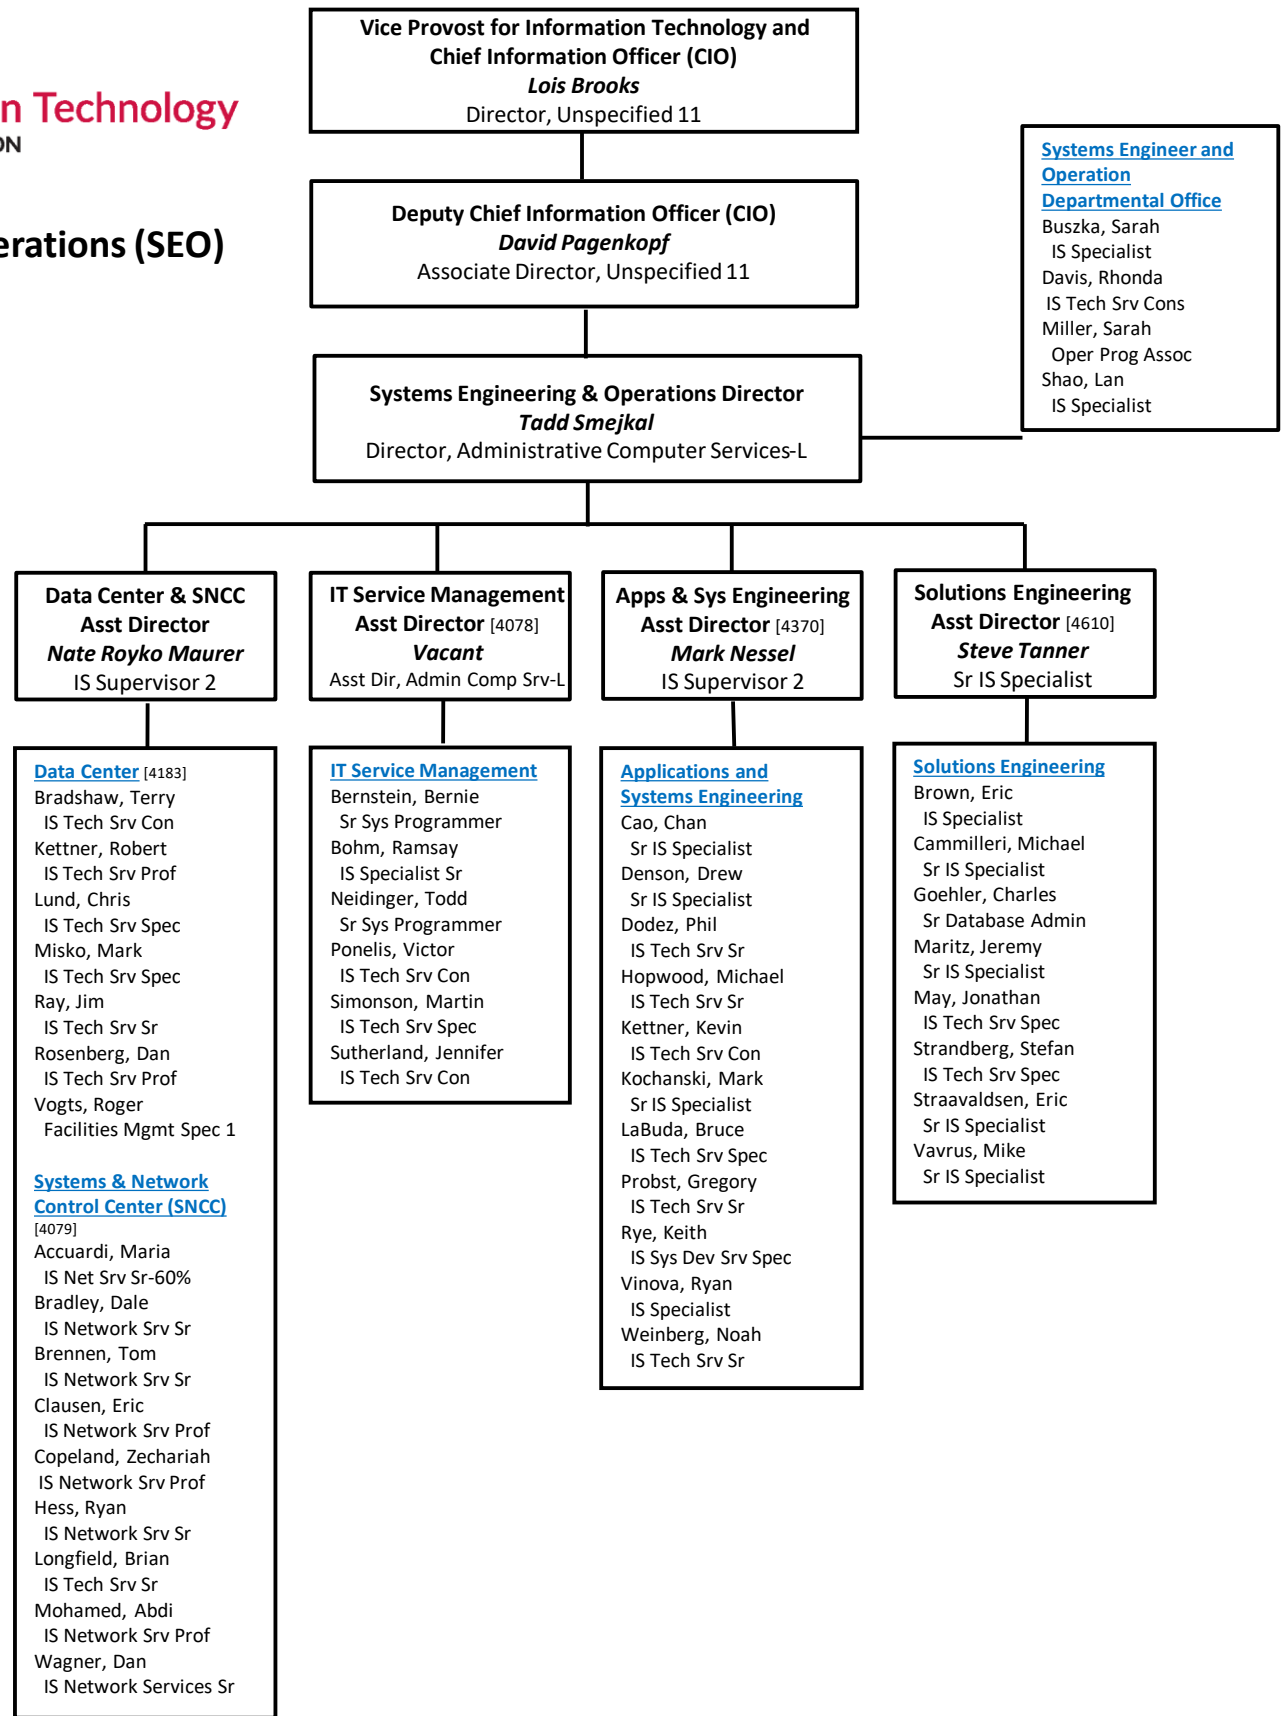 Vice Provost for Information Technology and
Chief Information Officer (CIO)
Lois Brooks
Director, Unspecified 11
n Technology
ON
erations (SEO)
Deputy Chief Information Officer (CIO)
David Pagenkopf
Associate Director, Unspecified 11
Systems Engineer and
Operation
Departmental Office
Buszka, Sarah
IS Specialist
Davis, Rhonda
IS Tech Srv Cons
Miller, Sarah
Oper Prog Assoc
Shao, Lan
IS Specialist
Systems Engineering & Operations Director
Tadd Smejkal
Director, Administrative Computer Services-L
Data Center & SNCC
Asst Director
Nate Royko Maurer
IS Supervisor 2
IT Service Management
Asst Director [4078]
Vacant
Asst Dir, Admin Comp Srv-L
Apps & Sys Engineering
Asst Director [4370]
Mark Nessel
IS Supervisor 2
Solutions Engineering
Asst Director [4610]
Steve Tanner
Sr IS Specialist
Data Center [4183]
Bradshaw, Terry
IS Tech Srv Con
Kettner, Robert
IS Tech Srv Prof
Lund, Chris
IS Tech Srv Spec
Misko, Mark
IS Tech Srv Spec
Ray, Jim
IS Tech Srv Sr
Rosenberg, Dan
IS Tech Srv Prof
Vogts, Roger
Facilities Mgmt Spec 1
Systems & Network
Control Center (SNCC)
[4079]
Accuardi, Maria
IS Net Srv Sr-60%
Bradley, Dale
IS Network Srv Sr
Brennen, Tom
IS Network Srv Sr
Clausen, Eric
IS Network Srv Prof
Copeland, Zechariah
IS Network Srv Prof
Hess, Ryan
IS Network Srv Sr
Longfield, Brian
IS Tech Srv Sr
Mohamed, Abdi
IS Network Srv Prof
Wagner, Dan
IS Network Services Sr
IT Service Management
Bernstein, Bernie
Sr Sys Programmer
Bohm, Ramsay
IS Specialist Sr
Neidinger, Todd
Sr Sys Programmer
Ponelis, Victor
IS Tech Srv Con
Simonson, Martin
IS Tech Srv Spec
Sutherland, Jennifer
IS Tech Srv Con
Applications and
Systems Engineering
Cao, Chan
Sr IS Specialist
Denson, Drew
Sr IS Specialist
Dodez, Phil
IS Tech Srv Sr
Hopwood, Michael
IS Tech Srv Sr
Kettner, Kevin
IS Tech Srv Con
Kochanski, Mark
Sr IS Specialist
LaBuda, Bruce
IS Tech Srv Spec
Probst, Gregory
IS Tech Srv Sr
Rye, Keith
IS Sys Dev Srv Spec
Vinova, Ryan
IS Specialist
Weinberg, Noah
IS Tech Srv Sr
Solutions Engineering
Brown, Eric
IS Specialist
Cammilleri, Michael
Sr IS Specialist
Goehler, Charles
Sr Database Admin
Maritz, Jeremy
Sr IS Specialist
May, Jonathan
IS Tech Srv Spec
Strandberg, Stefan
IS Tech Srv Spec
Straavaldsen, Eric
Sr IS Specialist
Vavrus, Mike
Sr IS Specialist